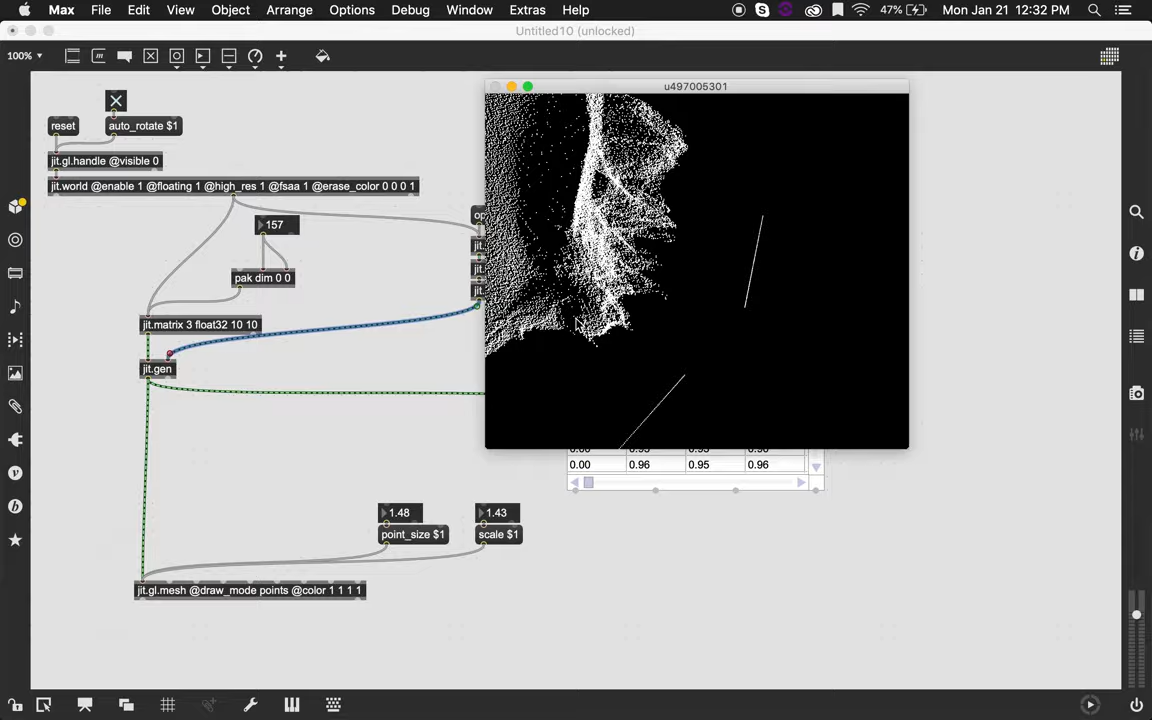 Max File Edit View Object Arrange Options Debug Window Extras Help 47% Mon Jan 21 12:32 PM
Untitled10 (unlocked)
100%
u497005301
reset
auto_rotate $1
jit.gl.handle @visible 0
jit.world @enable 1 @floating 1 @high_res 1 @fsaa 1 @erase_color 0 0 0 1
157
op
jit.
pak dim 0 0
jit.
jit.
jit.matrix 3 float32 10 10
jit.gen
0.00 0.96 0.95 0.96
1.48
1.43
point_size $1
scale $1
jit.gl.mesh @draw_mode points @color 1 1 1 1